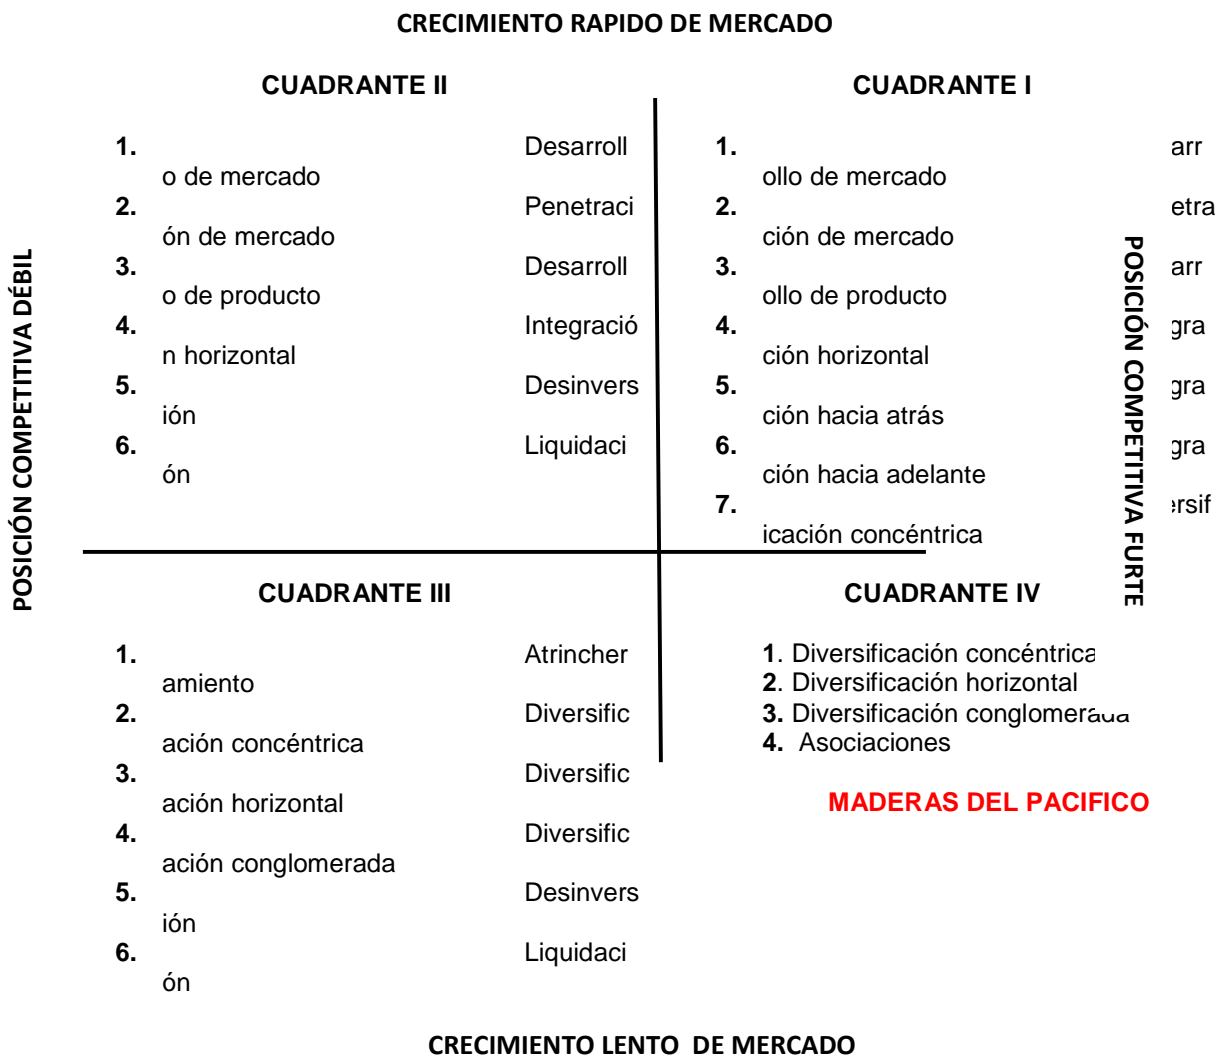 CRECIMIENTO RAPIDO DE MERCADO
POSICIÓN COMPETITIVA DÉBIL
CUADRANTE II
1. Desarroll
o de mercado
2. Penetraci
ón de mercado
3. Desarroll
o de producto
4. Integració
n horizontal
5. Desinvers
ión
6. Liquidaci
ón
CUADRANTE I
1. arr
ollo de mercado
2. etra
ción de mercado
3. arr
ollo de producto
4. gra
ción horizontal
5. gra
ción hacia atrás
6. gra
ción hacia adelante
7. ersif
icación concéntrica
POSICIÓN COMPETITIVA FURTE
CUADRANTE III
1. Atrincher
amiento
2. Diversific
ación concéntrica
3. Diversific
ación horizontal
4. Diversific
ación conglomerada
5. Desinvers
ión
6. Liquidaci
ón
CUADRANTE IV
1. Diversificación concéntrica
2. Diversificación horizontal
3. Diversificación conglomerada
4. Asociaciones
MADERAS DEL PACIFICO
CRECIMIENTO LENTO DE MERCADO